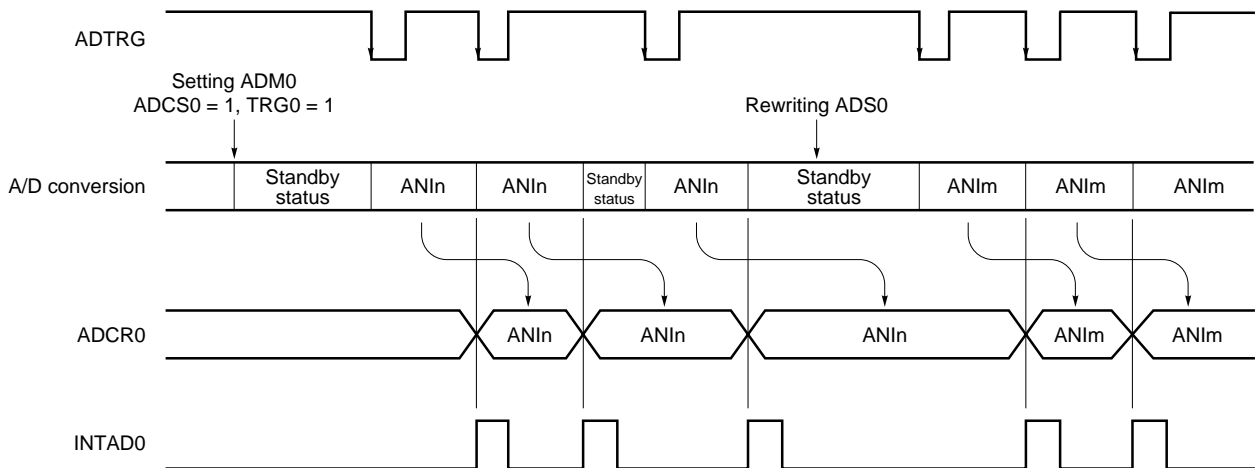 ADTRG
Setting ADM0
ADCS0 = 1, TRG0 = 1
Rewriting ADS0
A/D conversion
Standby status
ANIn
ANIn
Standby status
ANIn
Standby status
ANIm
ANIm
ANIm
ADCR0
ANIn
ANIn
ANIn
ANIm
ANIm
INTAD0